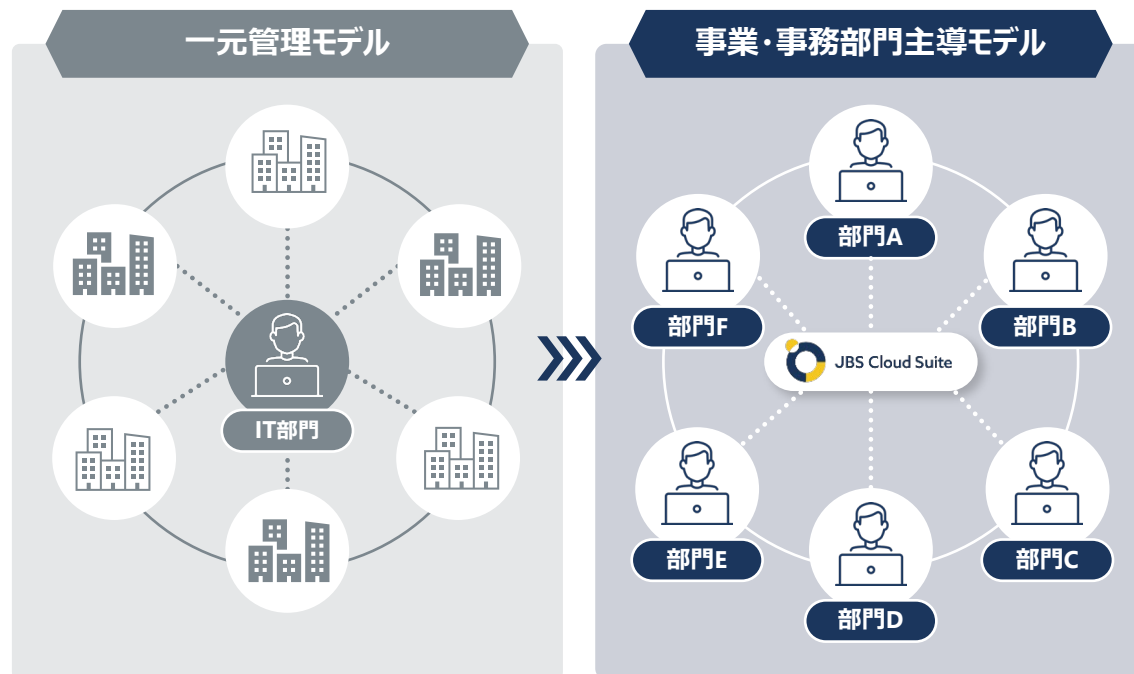 一元管理モデル
IT部門
事業・事務部門主導モデル
部門A
部門F
部門B
JBS Cloud Suite
部門E
部門C
部門D